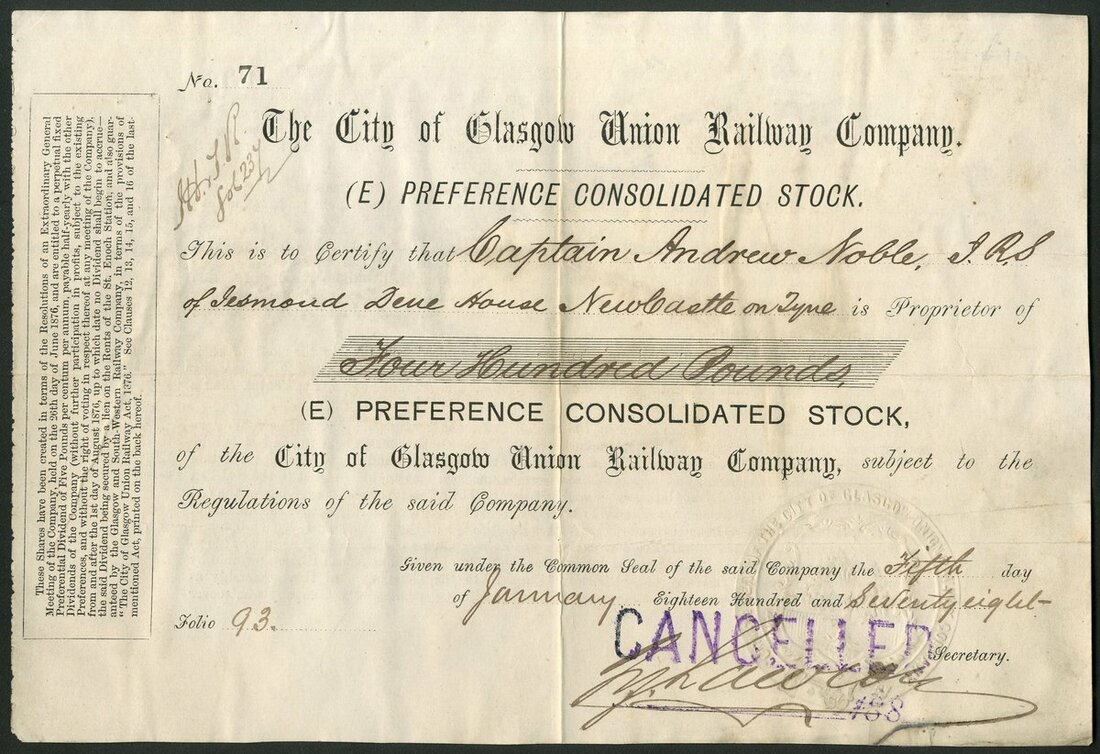 No. 71
The City of Glasgow Union Railway Company.
(E) PREFERENCE CONSOLIDATED STOCK.
This is to Certify that Captain Andrew Noble, F.R.S
of Jesmond Dene House NewCastle on Tyne is Proprietor of
Four Hundred Pounds,
(E) PREFERENCE CONSOLIDATED STOCK,
of the City of Glasgow Union Railway Company, subject to the
Regulations of the said Company.
Given under the Common Seal of the said Company the Fifth day
of January Eighteen Hundred and Seventy eight
Folio 93.
CANCELLED
Secretary.
These Shares have been created in terms of the Resolutions of an Extraordinary General
Meeting of the Company, held on the 26th day of June 1876, and are entitled to a perpetual fixed
Preferential Dividend of Five Pounds per centum per annum, payable half-yearly with the other
Dividends of the Company (without further participation in profits, subject to the existing
Preferences, and without the right of voting in respect thereof at any meeting of the Company),
from and after the 1st day of August 1876, up to which date no Dividend shall begin to accrue—
the said Dividend being secured by a lien on the Rents of the St. Enoch Station, and also guar-
anteed by the Glasgow and South-Western Railway Company, in terms of the provisions of
"The City of Glasgow Union Railway Act, 1876." See Clauses 12, 13, 14, 15, and 16 of the last-
mentioned Act, printed on the back hereof.